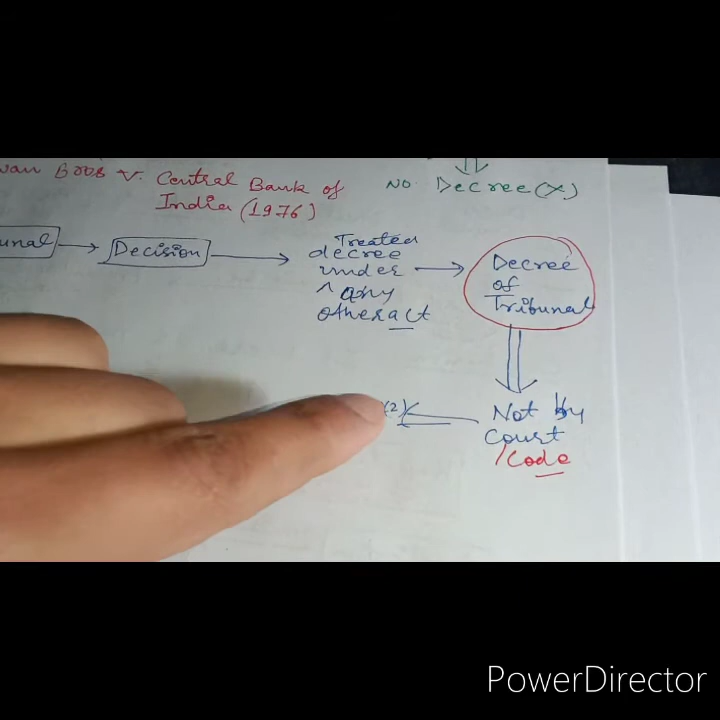 Bros V. Central Bank of
India (1976)
NO. Decree (X)
unal
Decision
Treated
decree
under
^ any
other act
Decree
of
Tribunal
Not by
Court
/Code
(2)
PowerDirector